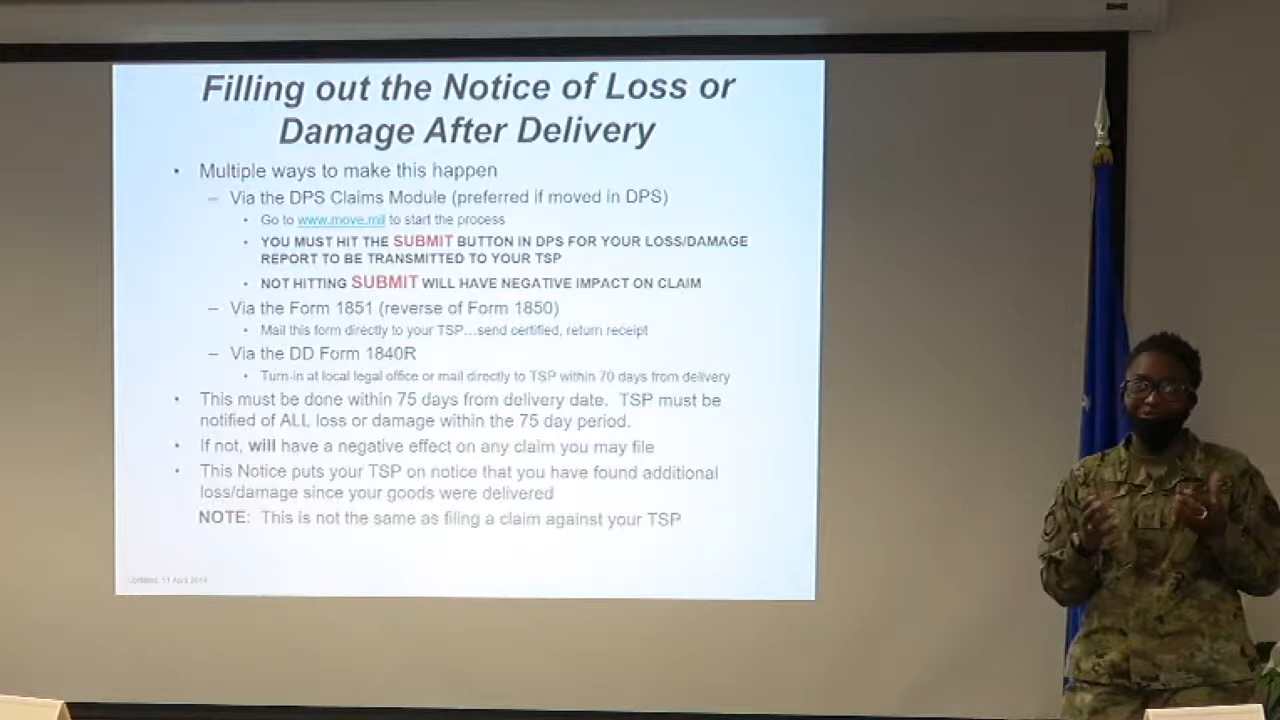 Filling out the Notice of Loss or
Damage After Delivery
• Multiple ways to make this happen
– Via the DPS Claims Module (preferred if moved in DPS)
• Go to www.move.mil to start the process
• YOU MUST HIT THE SUBMIT BUTTON IN DPS FOR YOUR LOSS/DAMAGE
REPORT TO BE TRANSMITTED TO YOUR TSP
• NOT HITTING SUBMIT WILL HAVE NEGATIVE IMPACT ON CLAIM
– Via the Form 1851 (reverse of Form 1850)
• Mail this form directly to your TSP…send certified, return receipt
– Via the DD Form 1840R
• Turn-in at local legal office or mail directly to TSP within 70 days from delivery
• This must be done within 75 days from delivery date. TSP must be
notified of ALL loss or damage within the 75 day period.
• If not, will have a negative effect on any claim you may file
• This Notice puts your TSP on notice that you have found additional
loss/damage since your goods were delivered
NOTE: This is not the same as filing a claim against your TSP
Updated: 11 April